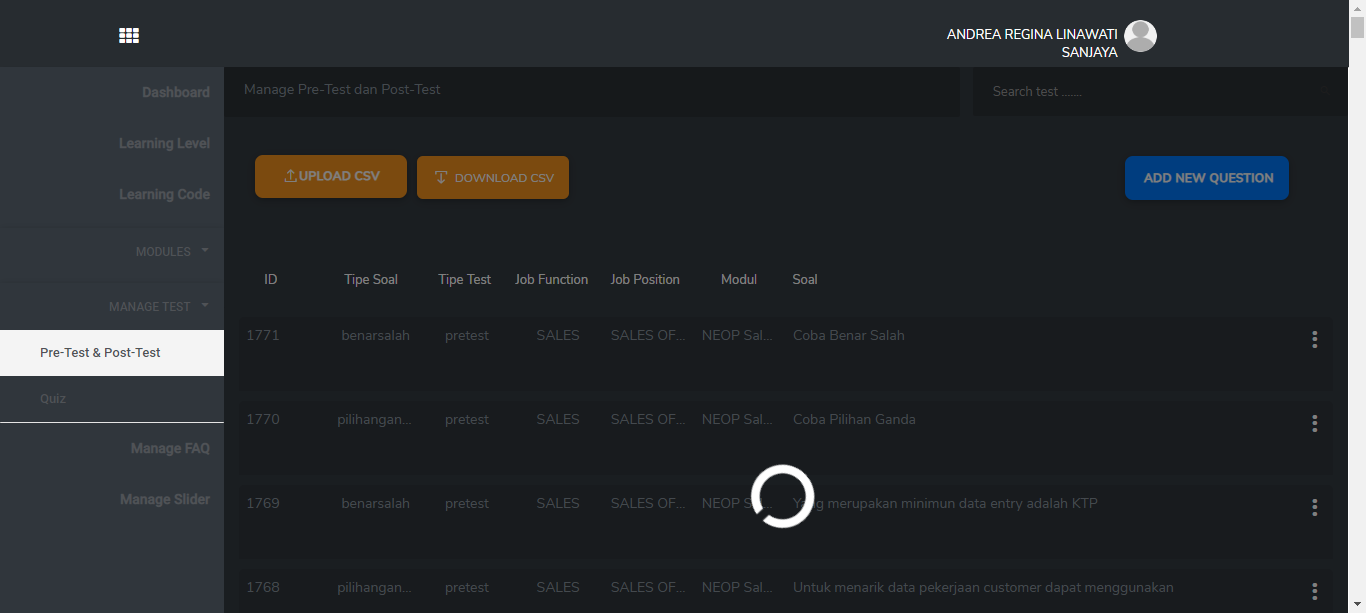 ANDREA REGINA LINAWATI
SANJAYA
Dashboard
Learning Level
Learning Code
MODULES
MANAGE TEST
Pre-Test & Post-Test
Quiz
Manage FAQ
Manage Slider
Manage Pre-Test dan Post-Test
Search test .......
UPLOAD CSV
DOWNLOAD CSV
ADD NEW QUESTION
ID Tipe Soal Tipe Test Job Function Job Position Modul Soal
1771 benarsalah pretest SALES SALES OF... NEOP Sal... Coba Benar Salah
1770 pilihangan... pretest SALES SALES OF... NEOP Sal... Coba Pilihan Ganda
1769 benarsalah pretest SALES SALES OF... NEOP merupakan minimun data entry adalah KTP
1768 pilihangan... pretest SALES SALES OF... NEOP Sal... Untuk menarik data pekerjaan customer dapat menggunakan